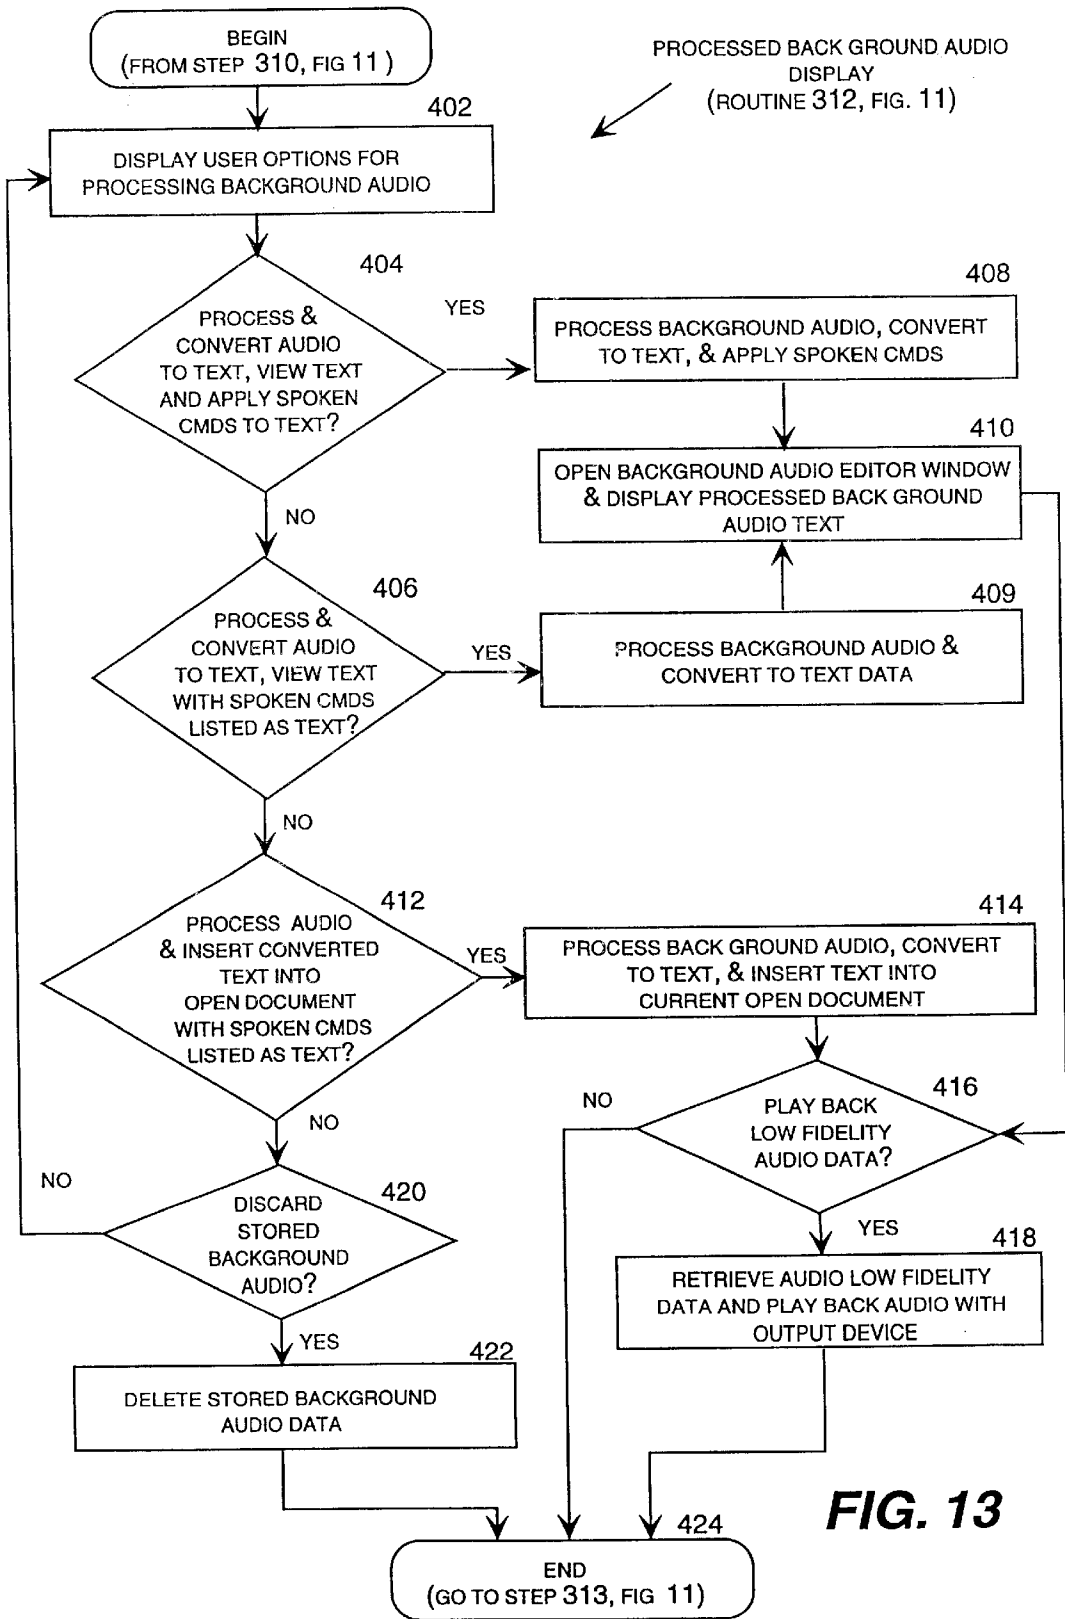 BEGIN
(FROM STEP 310, FIG 11 )
PROCESSED BACK GROUND AUDIO
DISPLAY
(ROUTINE 312, FIG. 11)
402
DISPLAY USER OPTIONS FOR
PROCESSING BACKGROUND AUDIO
404
PROCESS &
CONVERT AUDIO
TO TEXT, VIEW TEXT
AND APPLY SPOKEN
CMDS TO TEXT?
YES
408
PROCESS BACKGROUND AUDIO, CONVERT
TO TEXT, & APPLY SPOKEN CMDS
410
OPEN BACKGROUND AUDIO EDITOR WINDOW
& DISPLAY PROCESSED BACK GROUND
AUDIO TEXT
NO
406
PROCESS &
CONVERT AUDIO
TO TEXT, VIEW TEXT
WITH SPOKEN CMDS
LISTED AS TEXT?
YES
409
PROCESS BACKGROUND AUDIO &
CONVERT TO TEXT DATA
NO
412
PROCESS AUDIO
& INSERT CONVERTED
TEXT INTO
OPEN DOCUMENT
WITH SPOKEN CMDS
LISTED AS TEXT?
YES
414
PROCESS BACK GROUND AUDIO, CONVERT
TO TEXT, & INSERT TEXT INTO
CURRENT OPEN DOCUMENT
416
PLAY BACK
LOW FIDELITY
AUDIO DATA?
NO
NO
420
DISCARD
STORED
BACKGROUND
AUDIO?
NO
YES
418
RETRIEVE AUDIO LOW FIDELITY
DATA AND PLAY BACK AUDIO WITH
OUTPUT DEVICE
YES
422
DELETE STORED BACKGROUND
AUDIO DATA
FIG. 13
424
END
(GO TO STEP 313, FIG 11)